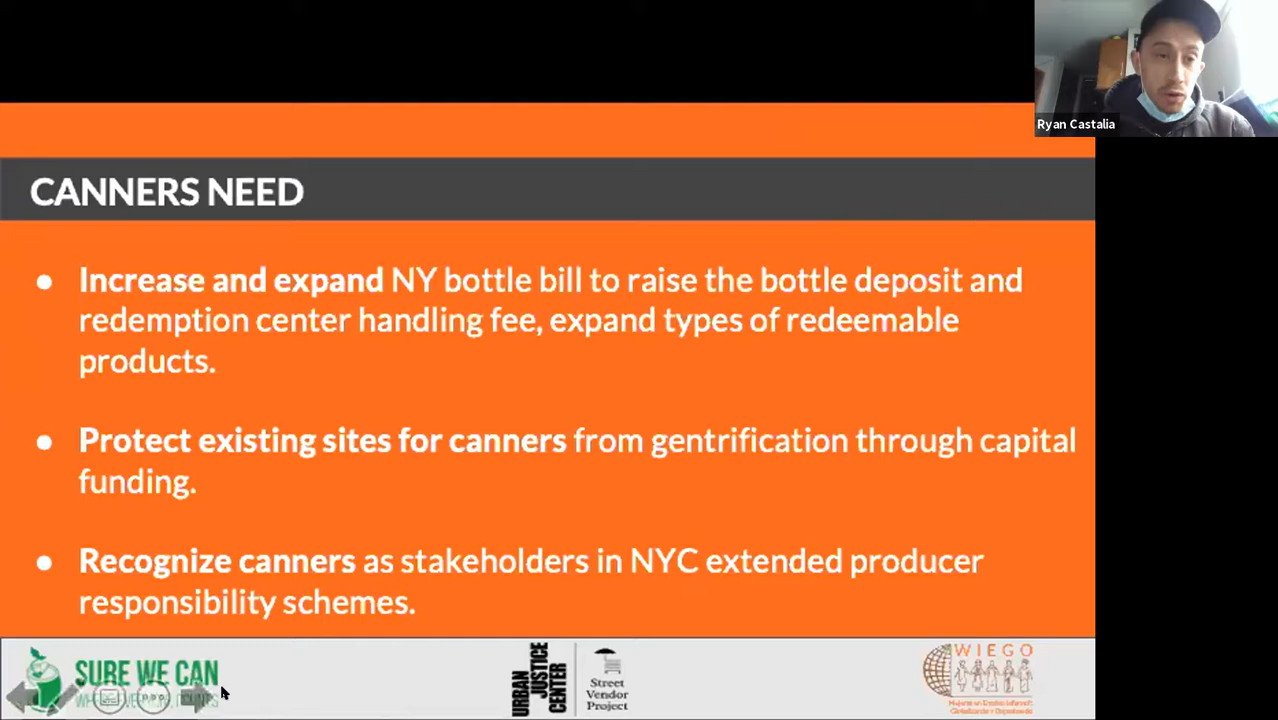 Ryan Castalia
CANNERS NEED
● Increase and expand NY bottle bill to raise the bottle deposit and
redemption center handling fee, expand types of redeemable
products.
● Protect existing sites for canners from gentrification through capital
funding.
● Recognize canners as stakeholders in NYC extended producer
responsibility schemes.
SURE WE CAN
URBAN
JUSTICE
CENTER
Street
Vendor
Project
WIEGO